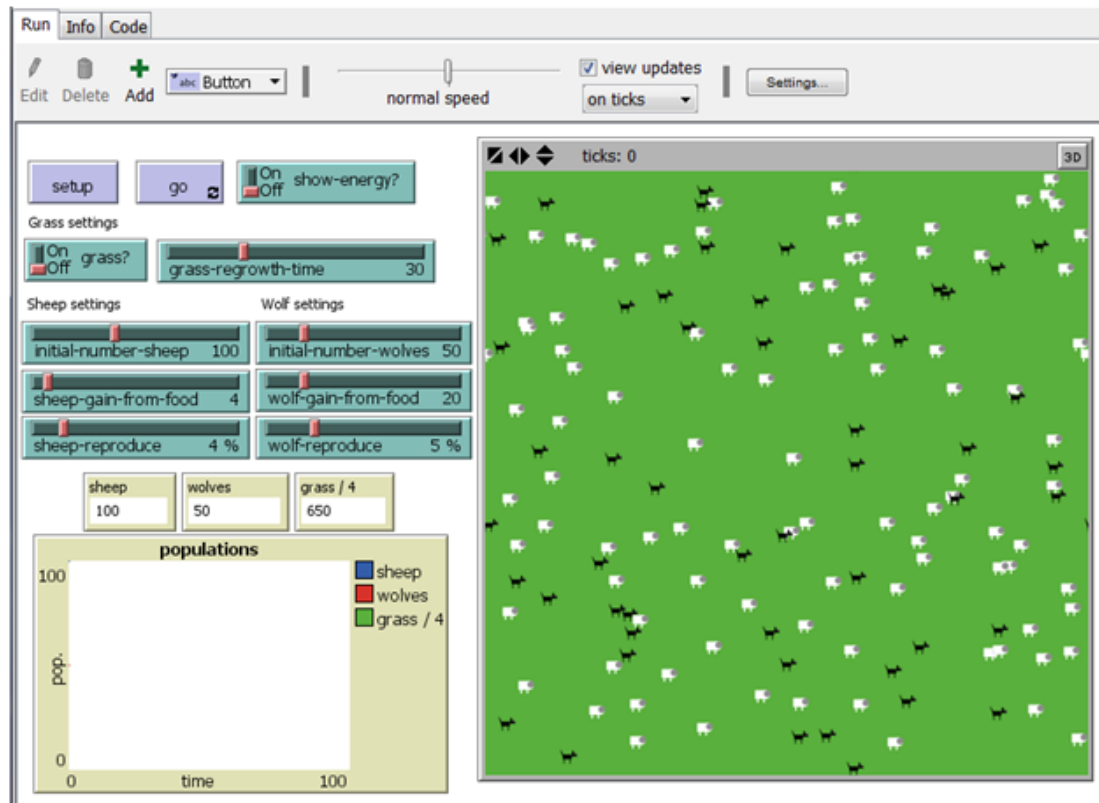 Run Info Code
Edit Delete Add abc Button normal speed view updates on ticks Settings...
ticks: 0 3D
setup go On Off show-energy?
Grass settings
On Off grass? grass-regrowth-time 30
Sheep settings Wolf settings
initial-number-sheep 100 initial-number-wolves 50
sheep-gain-from-food 4 wolf-gain-from-food 20
sheep-reproduce 4 % wolf-reproduce 5 %
sheep wolves grass / 4
100 50 650
populations
100 sheep
wolves
grass / 4
pop.
0
0 time 100